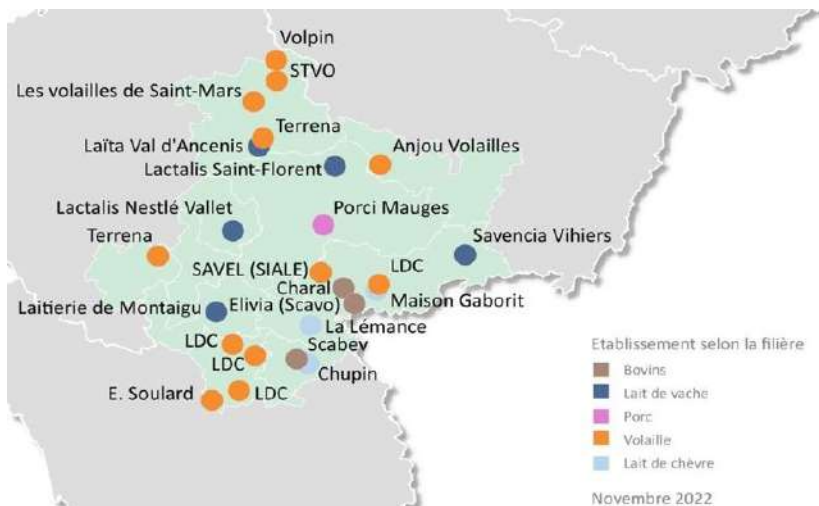 Volpin
STVO
Les volailles de Saint-Mars
Terrena
Laïta Val d'Ancenis
Anjou Volailles
Lactalis Saint-Florent
Lactalis Nestlé Vallet
Porci Mauges
Terrena
Savencia Vihiers
SAVEL (SIALE)
LDC
Charal
Maison Gaborit
Laiterie de Montaigu
Elivia (Scavo)
La Lémance
LDC
Scabev
LDC
Chupin
E. Soulard
LDC
Etablissement selon la filière
Bovins
Lait de vache
Porc
Volaille
Lait de chèvre
Novembre 2022